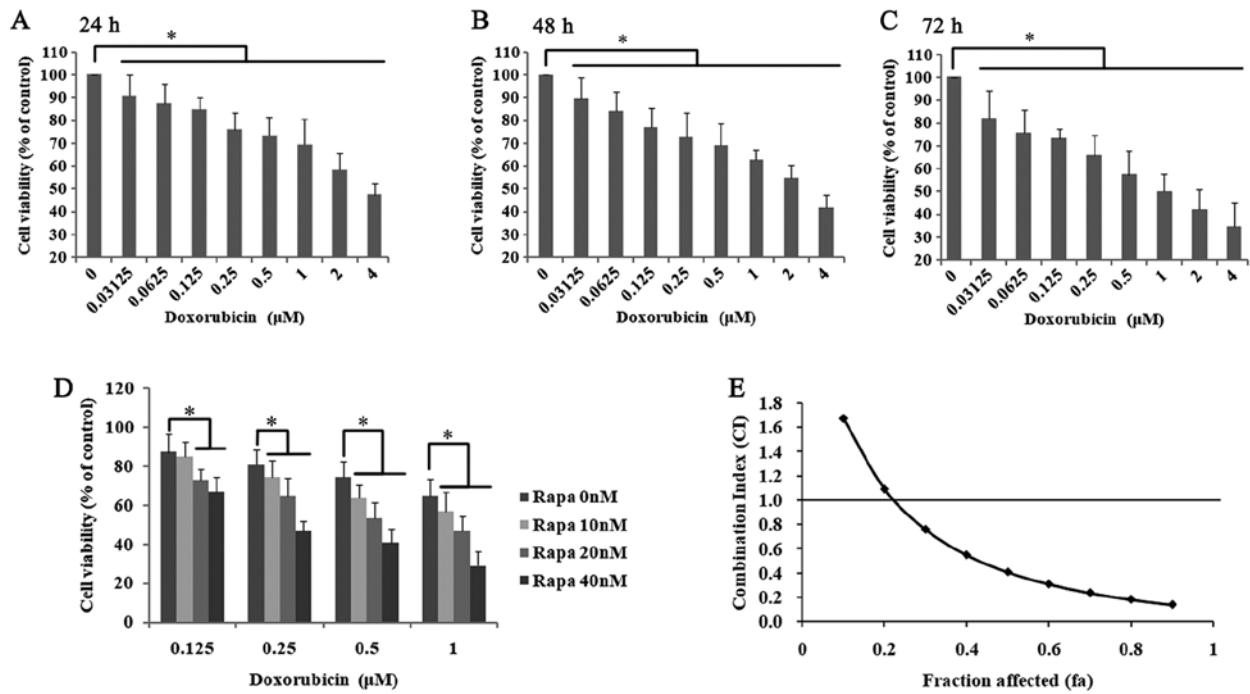 A 24 h
*
Cell viability (% of control)
110
100
90
80
70
60
50
40
30
20
0 0.03125 0.0625 0.125 0.25 0.5 1 2 4
Doxorubicin (μM)
B 48 h
*
Cell viability (% of control)
110
100
90
80
70
60
50
40
30
20
0 0.03125 0.0625 0.125 0.25 0.5 1 2 4
Doxorubicin (μM)
C 72 h
*
Cell viability (% of control)
110
100
90
80
70
60
50
40
30
20
0 0.03125 0.0625 0.125 0.25 0.5 1 2 4
Doxorubicin (μM)
D
Cell viability (% of control)
120
100
80
60
40
20
0
* * * *
0.125 0.25 0.5 1
Doxorubicin (μM)
Rapa 0nM
Rapa 10nM
Rapa 20nM
Rapa 40nM
E
Combination Index (CI)
1.8
1.6
1.4
1.2
1.0
0.8
0.6
0.4
0.2
0.0
0 0.2 0.4 0.6 0.8 1
Fraction affected (fa)